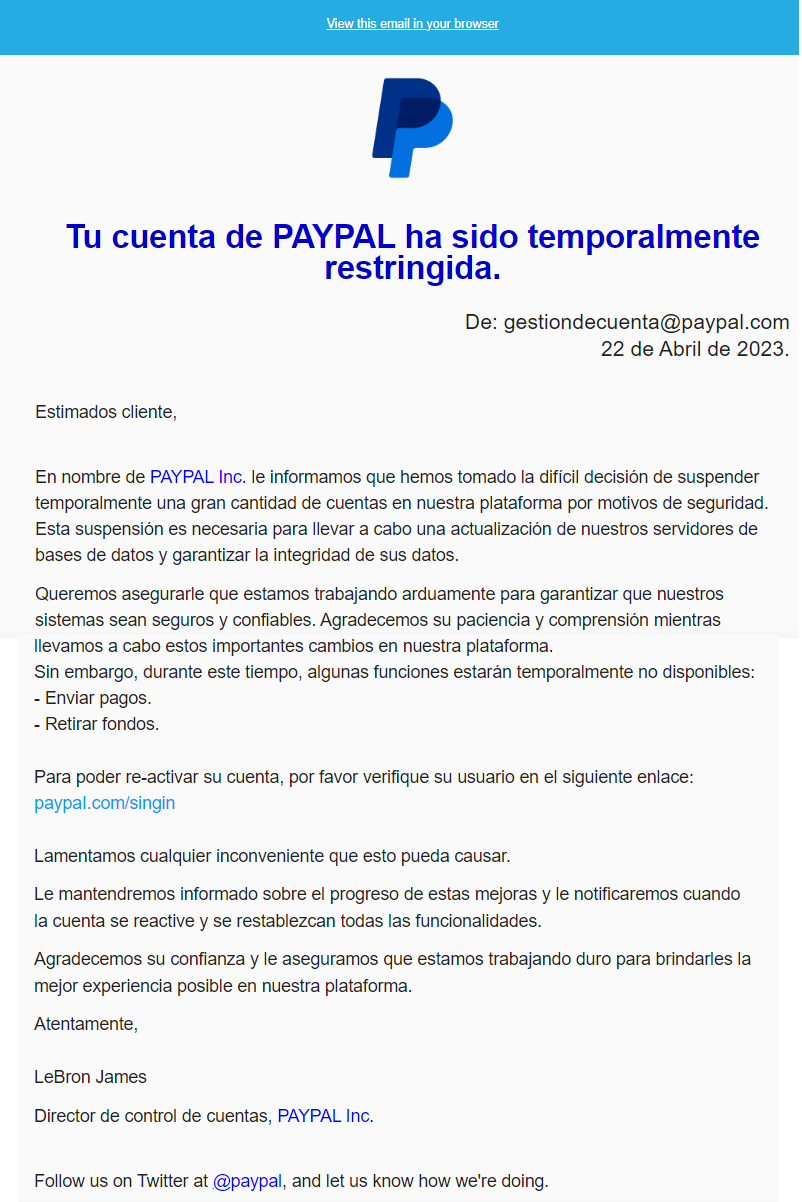 View this email in your browser
Tu cuenta de PAYPAL ha sido temporalmente
restringida.
De: gestiondecuenta@paypal.com
22 de Abril de 2023.
Estimados cliente,
En nombre de PAYPAL Inc. le informamos que hemos tomado la difícil decisión de suspender
temporalmente una gran cantidad de cuentas en nuestra plataforma por motivos de seguridad.
Esta suspensión es necesaria para llevar a cabo una actualización de nuestros servidores de
bases de datos y garantizar la integridad de sus datos.
Queremos asegurarle que estamos trabajando arduamente para garantizar que nuestros
sistemas sean seguros y confiables. Agradecemos su paciencia y comprensión mientras
llevamos a cabo estos importantes cambios en nuestra plataforma.
Sin embargo, durante este tiempo, algunas funciones estarán temporalmente no disponibles:
- Enviar pagos.
- Retirar fondos.
Para poder re-activar su cuenta, por favor verifique su usuario en el siguiente enlace:
paypal.com/singin
Lamentamos cualquier inconveniente que esto pueda causar.
Le mantendremos informado sobre el progreso de estas mejoras y le notificaremos cuando
la cuenta se reactive y se restablezcan todas las funcionalidades.
Agradecemos su confianza y le aseguramos que estamos trabajando duro para brindarles la
mejor experiencia posible en nuestra plataforma.
Atentamente,
LeBron James
Director de control de cuentas, PAYPAL Inc.
Follow us on Twitter at @paypal, and let us know how we're doing.